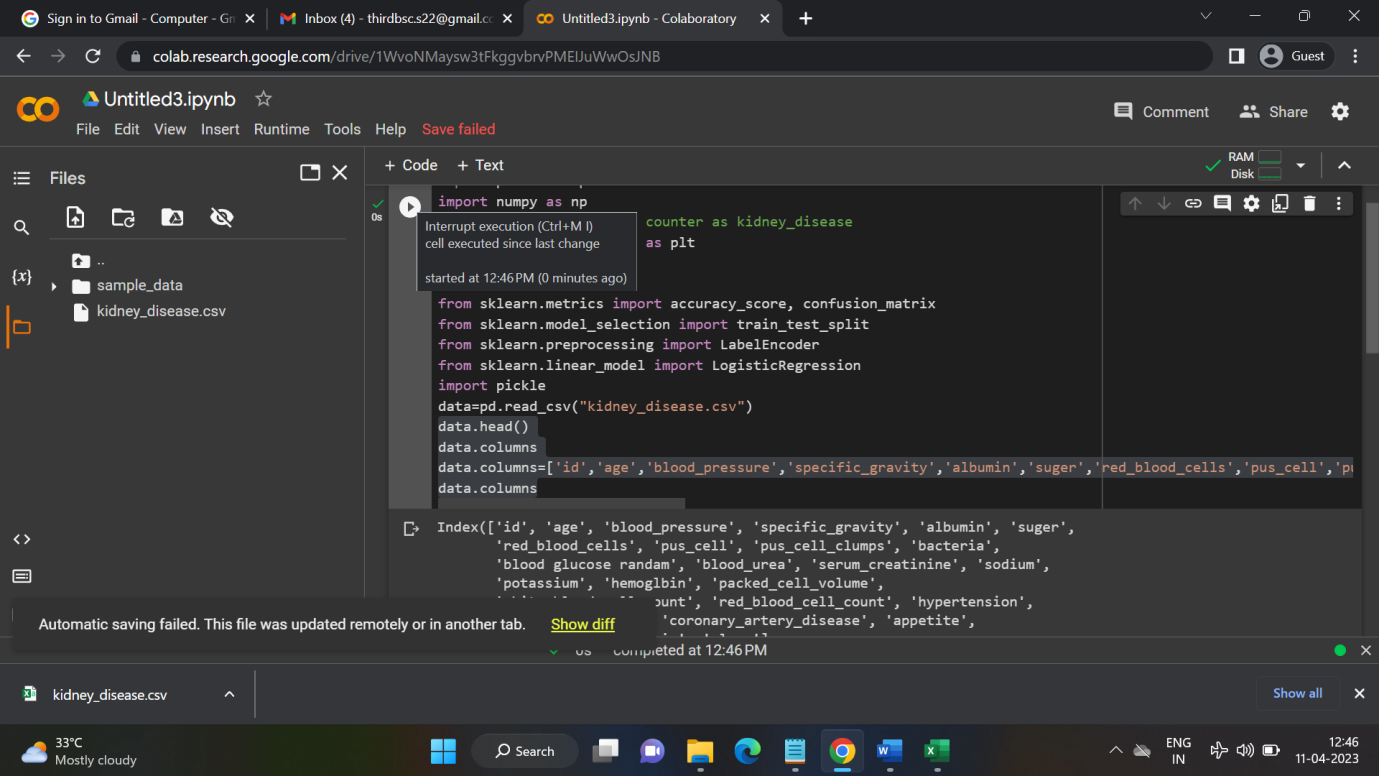 Sign in to Gmail - Computer - Gm
Inbox (4) - thirdbsc.s22@gmail.co
Untitled3.ipynb - Colaboratory
colab.research.google.com/drive/1WvoNMaysw3tFkggvbrvPMEIJuWwOsJNB
Guest
Untitled3.ipynb
Comment
Share
File Edit View Insert Runtime Tools Help Save failed
Files
+ Code + Text
RAM
Disk
0s
..
sample_data
kidney_disease.csv
{x}
import numpy as np
counter as kidney_disease
as plt
Interrupt execution (Ctrl+M I)
cell executed since last change
started at 12:46 PM (0 minutes ago)
from sklearn.metrics import accuracy_score, confusion_matrix
from sklearn.model_selection import train_test_split
from sklearn.preprocessing import LabelEncoder
from sklearn.linear_model import LogisticRegression
import pickle
data=pd.read_csv("kidney_disease.csv")
data.head()
data.columns
data.columns=['id','age','blood_pressure','specific_gravity','albumin','suger','red_blood_cells','pus_cell','pu
data.columns
Index(['id', 'age', 'blood_pressure', 'specific_gravity', 'albumin', 'suger',
'red_blood_cells', 'pus_cell', 'pus_cell_clumps', 'bacteria',
'blood glucose randam', 'blood_urea', 'serum_creatinine', 'sodium',
'potassium', 'hemoglbin', 'packed_cell_volume',
ount', 'red_blood_cell_count', 'hypertension',
'coronary_artery_disease', 'appetite',
Automatic saving failed. This file was updated remotely or in another tab. Show diff
0s completed at 12:46 PM
kidney_disease.csv
Show all
33°C
Mostly cloudy
Search
ENG
IN
12:46
11-04-2023